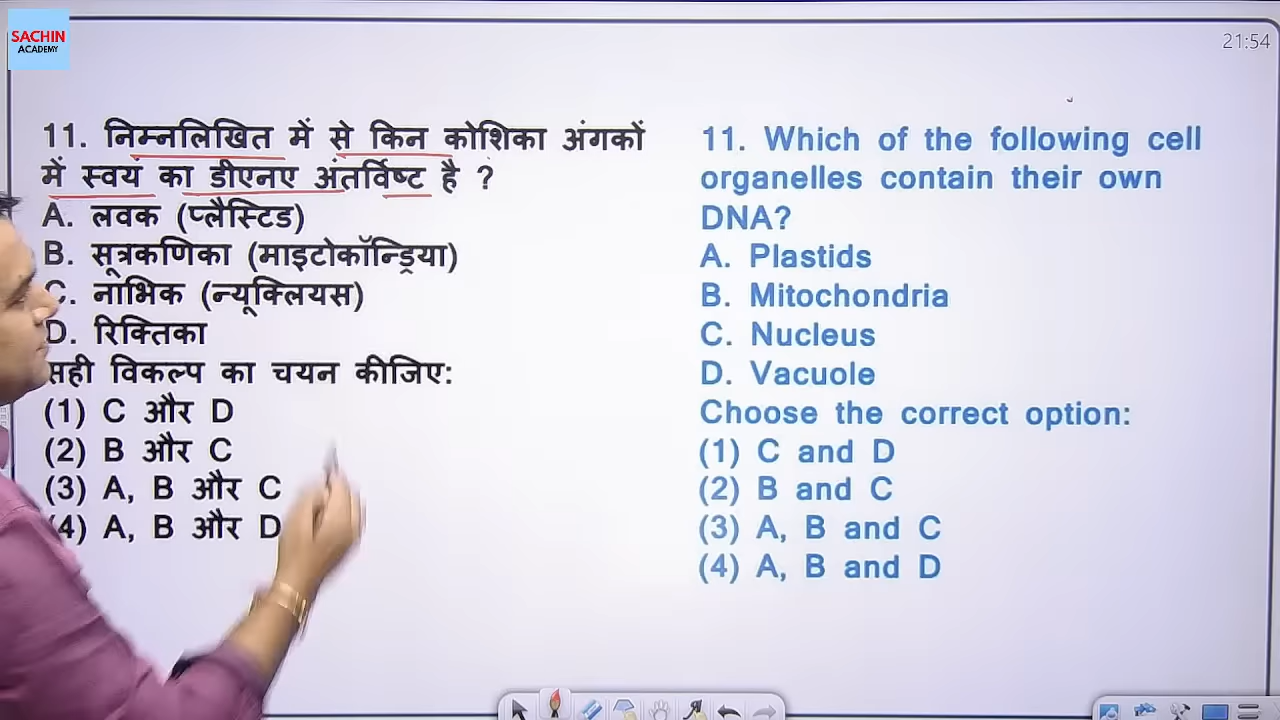 SACHIN
ACADEMY
21:54
11. निम्नलिखित में से किन कोशिका अंगकों
में स्वयं का डीएनए अंतर्विष्ट है ?
A. लवक (प्लैस्टिड)
B. सूत्रकणिका (माइटोकॉन्ड्रिया)
C. नाभिक (न्यूक्लियस)
D. रिक्तिका
सही विकल्प का चयन कीजिए:
(1) C और D
(2) B और C
(3) A, B और C
(4) A, B और D
11. Which of the following cell
organelles contain their own
DNA?
A. Plastids
B. Mitochondria
C. Nucleus
D. Vacuole
Choose the correct option:
(1) C and D
(2) B and C
(3) A, B and C
(4) A, B and D